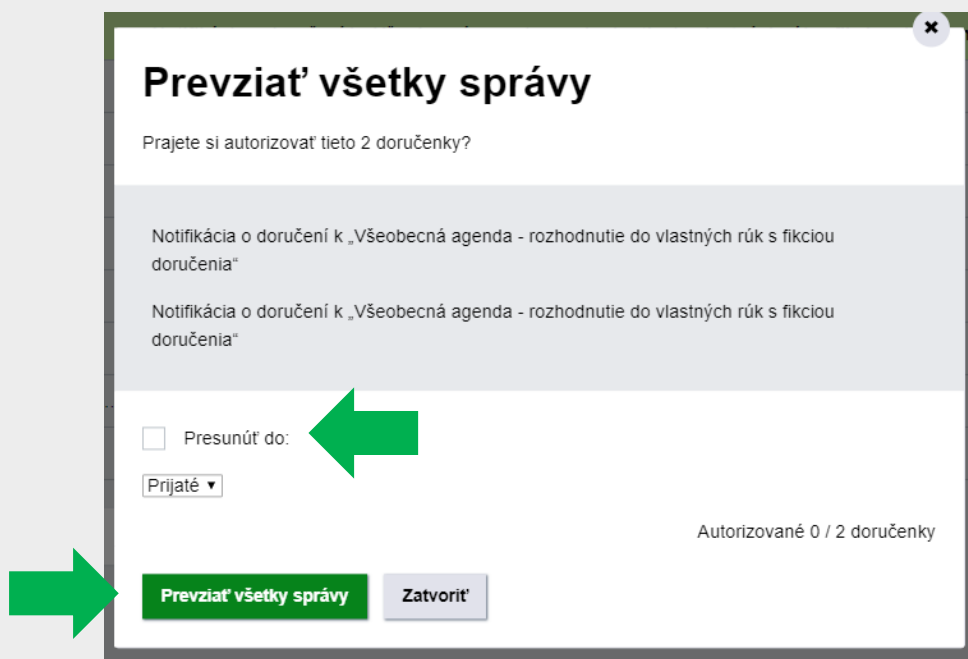 Prevziať všetky správy
Prajete si autorizovať tieto 2 doručenky?
Notifikácia o doručení k „Všeobecná agenda - rozhodnutie do vlastných rúk s fikciou
doručenia“
Notifikácia o doručení k „Všeobecná agenda - rozhodnutie do vlastných rúk s fikciou
doručenia“
Presunúť do:
Prijaté
Autorizované 0 / 2 doručenky
Prevziať všetky správy
Zatvoriť